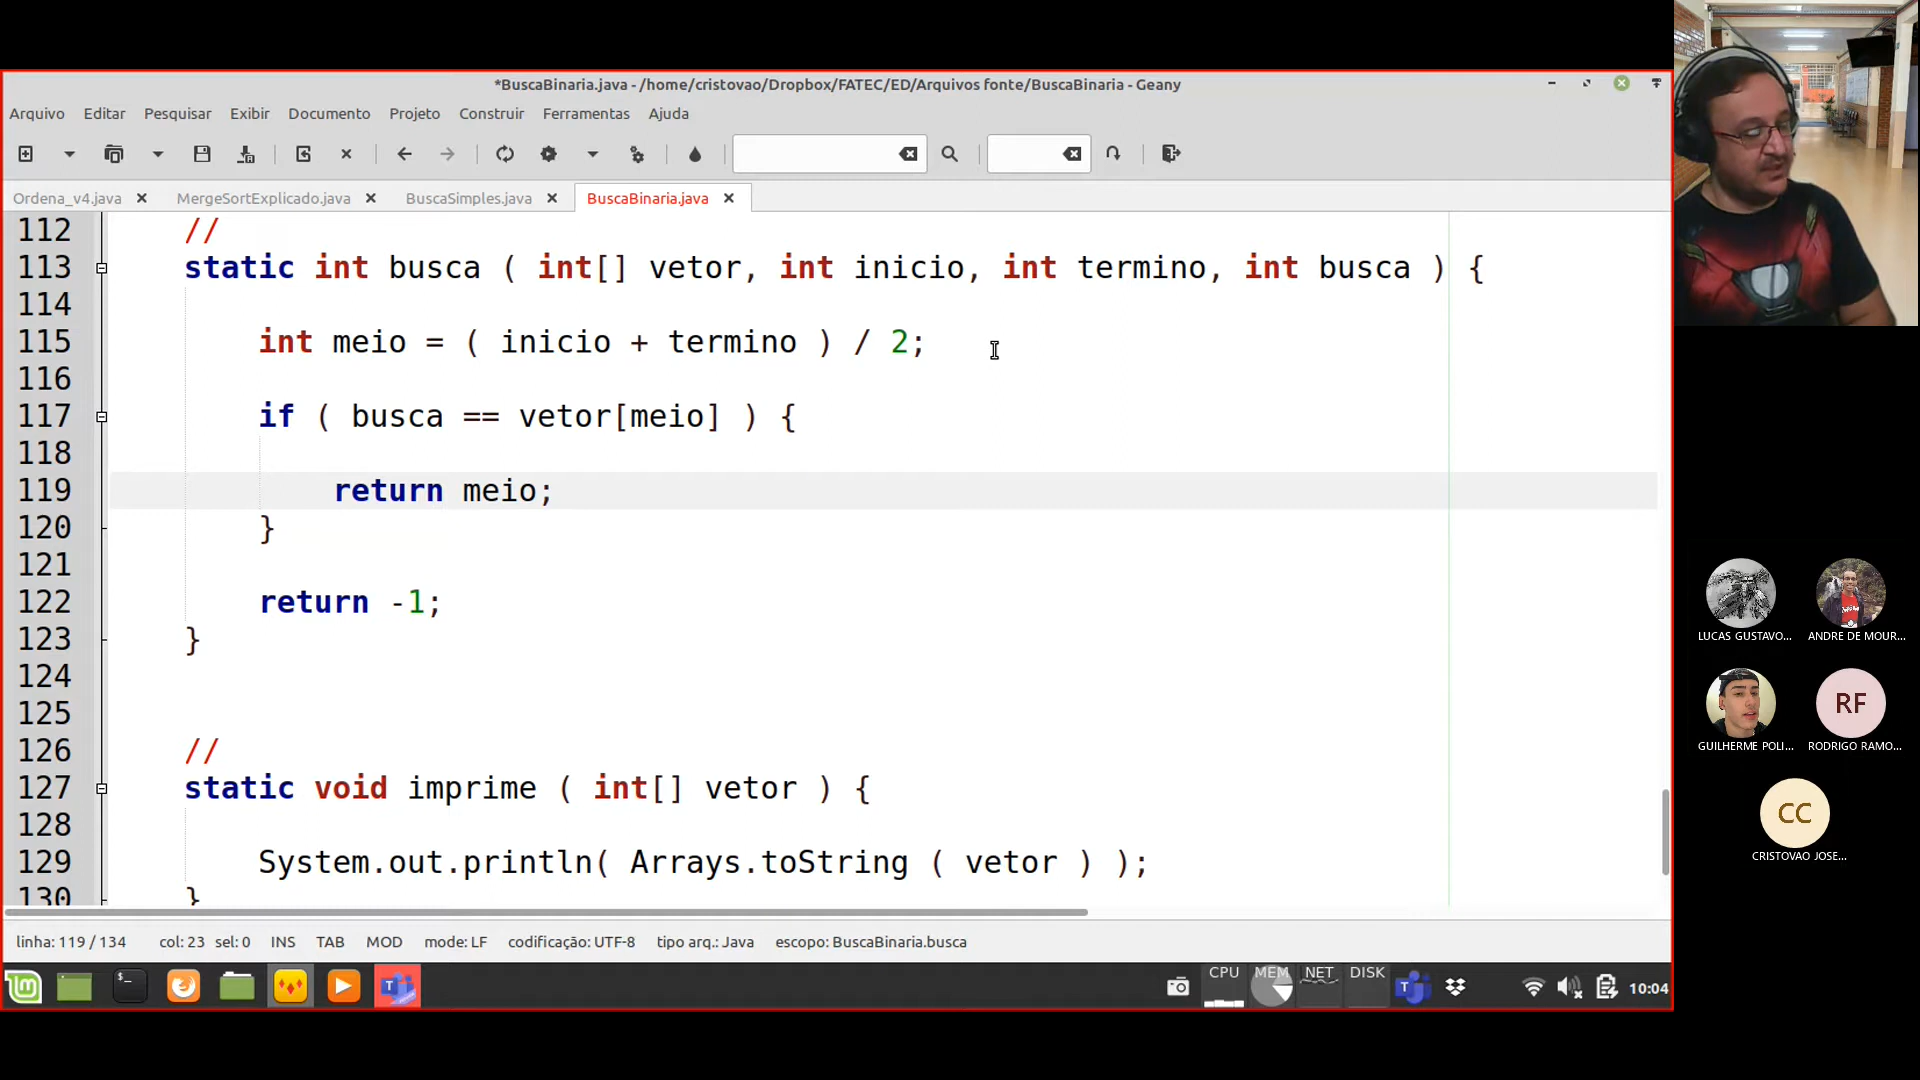 *BuscaBinaria.java - /home/cristovao/Dropbox/FATEC/ED/Arquivos fonte/BuscaBinaria - Geany
Arquivo Editar Pesquisar Exibir Documento Projeto Construir Ferramentas Ajuda
Ordena_v4.java MergeSortExplicado.java BuscaSimples.java BuscaBinaria.java
112 //
113 static int busca ( int[] vetor, int inicio, int termino, int busca ) {
114
115 int meio = ( inicio + termino ) / 2;
116
117 if ( busca == vetor[meio] ) {
118
119 return meio;
120 }
121
122 return -1;
123 }
124
125
126 //
127 static void imprime ( int[] vetor ) {
128
129 System.out.println( Arrays.toString ( vetor ) );
130 }
linha: 119 / 134 col: 23 sel: 0 INS TAB MOD mode: LF codificação: UTF-8 tipo arq.: Java escopo: BuscaBinaria.busca
CPU MEM NET DISK
10:04
LUCAS GUSTAVO... ANDRE DE MOUR...
RF
GUILHERME POLI... RODRIGO RAMO...
CC
CRISTOVAO JOSE...